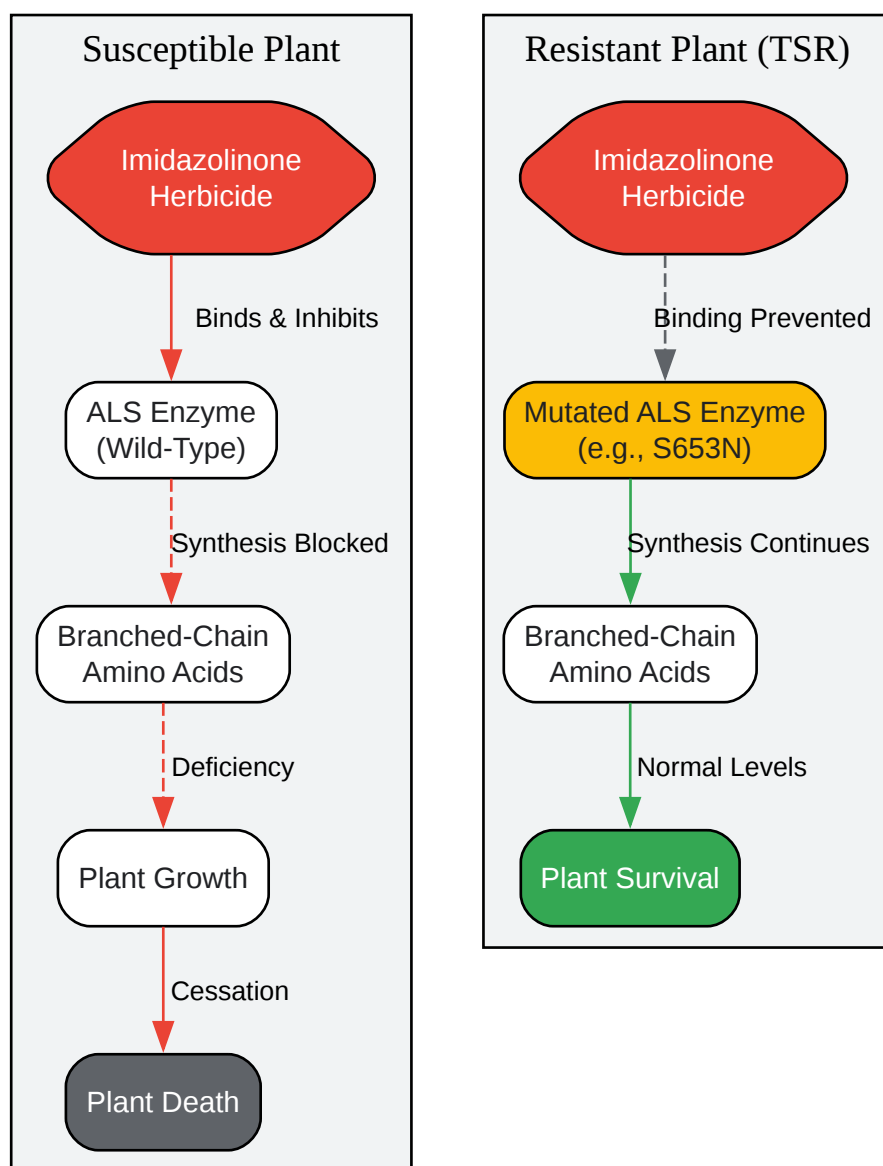 Susceptible Plant
Imidazolinone
Herbicide
Binds & Inhibits
ALS Enzyme
(Wild-Type)
Synthesis Blocked
Branched-Chain
Amino Acids
Deficiency
Plant Growth
Cessation
Plant Death
Resistant Plant (TSR)
Imidazolinone
Herbicide
Binding Prevented
Mutated ALS Enzyme
(e.g., S653N)
Synthesis Continues
Branched-Chain
Amino Acids
Normal Levels
Plant Survival